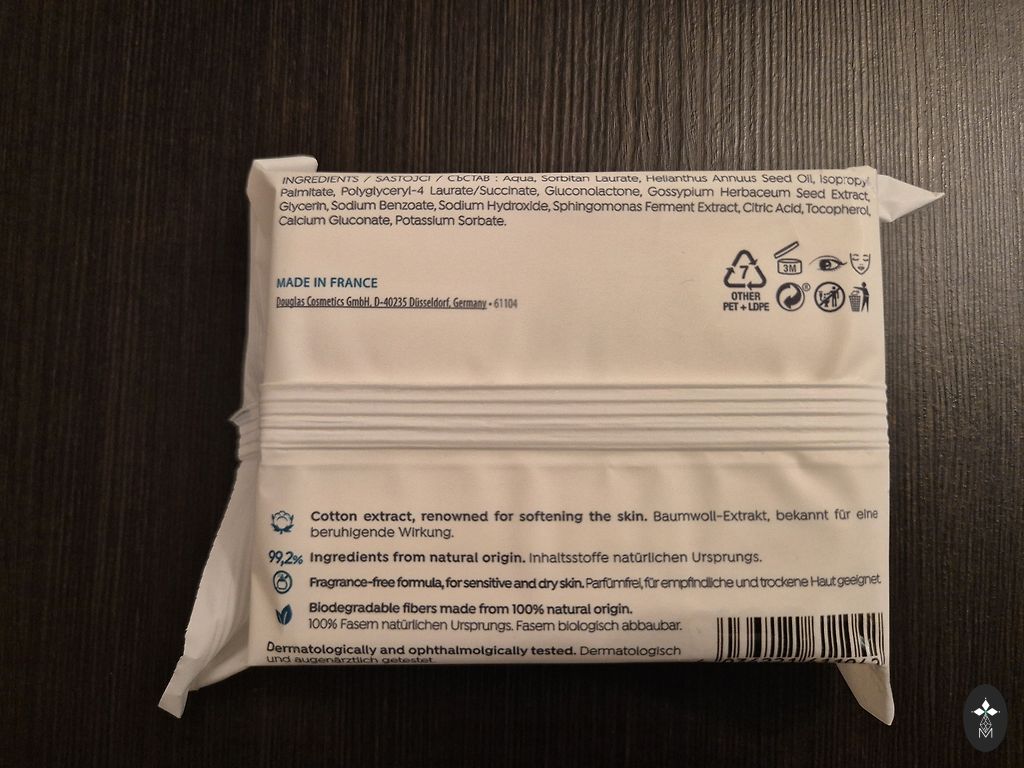 INGREDIENTS / SASTOJCI / СЪСТАВ : Aqua, Sorbitan Laurate, Helianthus Annuus Seed Oil, Isopropyl
Palmitate, Polyglyceryl-4 Laurate/Succinate, Gluconolactone, Gossypium Herbaceum Seed Extract,
Glycerin, Sodium Benzoate, Sodium Hydroxide, Sphingomonas Ferment Extract, Citric Acid, Tocopherol,
Calcium Gluconate, Potassium Sorbate.
MADE IN FRANCE
Douglas Cosmetics GmbH, D-40235 Düsseldorf, Germany • 61104
7
3M
OTHER
PET + LDPE
®
Cotton extract, renowned for softening the skin. Baumwoll-Extrakt, bekannt für eine
beruhigende Wirkung.
99,2% Ingredients from natural origin. Inhaltsstoffe natürlichen Ursprungs.
Fragrance-free formula, for sensitive and dry skin. Parfümfrei, für empfindliche und trockene Haut geeignet.
Biodegradable fibers made from 100% natural origin.
100% Fasern natürlichen Ursprungs. Fasern biologisch abbaubar.
Dermatologically and ophthalmolgically tested. Dermatologisch
und augenärztlich getestet.
M